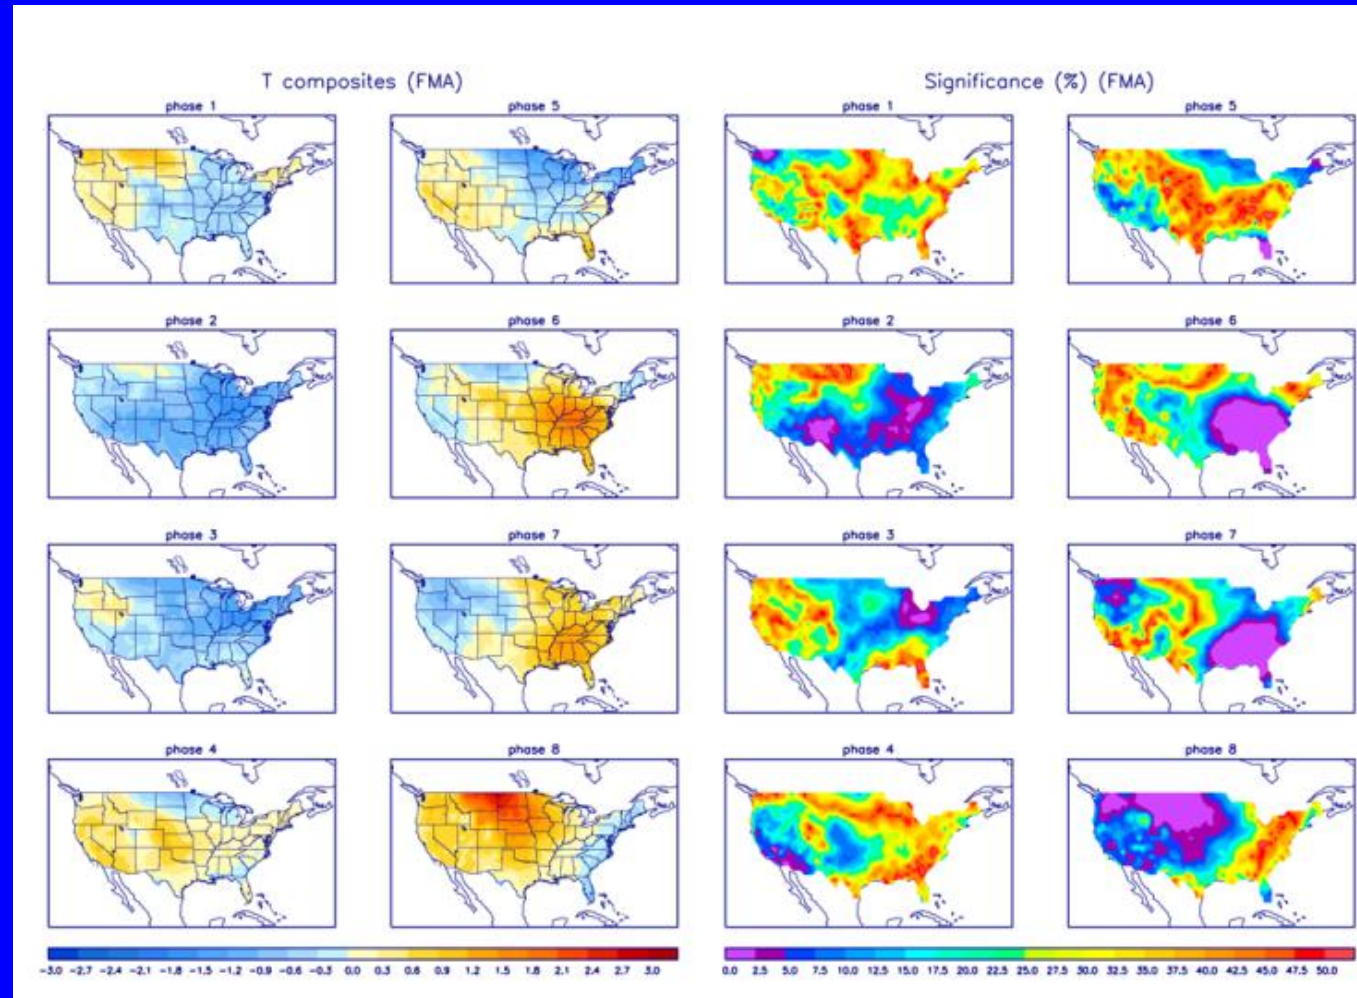 T composites (FMA)
Significance (%) (FMA)
phase 1
phase 5
phase 1
phase 5
phase 2
phase 6
phase 2
phase 6
phase 3
phase 7
phase 3
phase 7
phase 4
phase 8
phase 4
phase 8
-3.0 -2.7 -2.4 -2.1 -1.8 -1.5 -1.2 -0.9 -0.6 -0.3 0.0 0.3 0.6 0.9 1.2 1.5 1.8 2.1 2.4 2.7 3.0
0.0 2.5 5.0 7.5 10.0 12.5 15.0 17.5 20.0 22.5 25.0 27.5 30.0 32.5 35.0 37.5 40.0 42.5 45.0 47.5 50.0